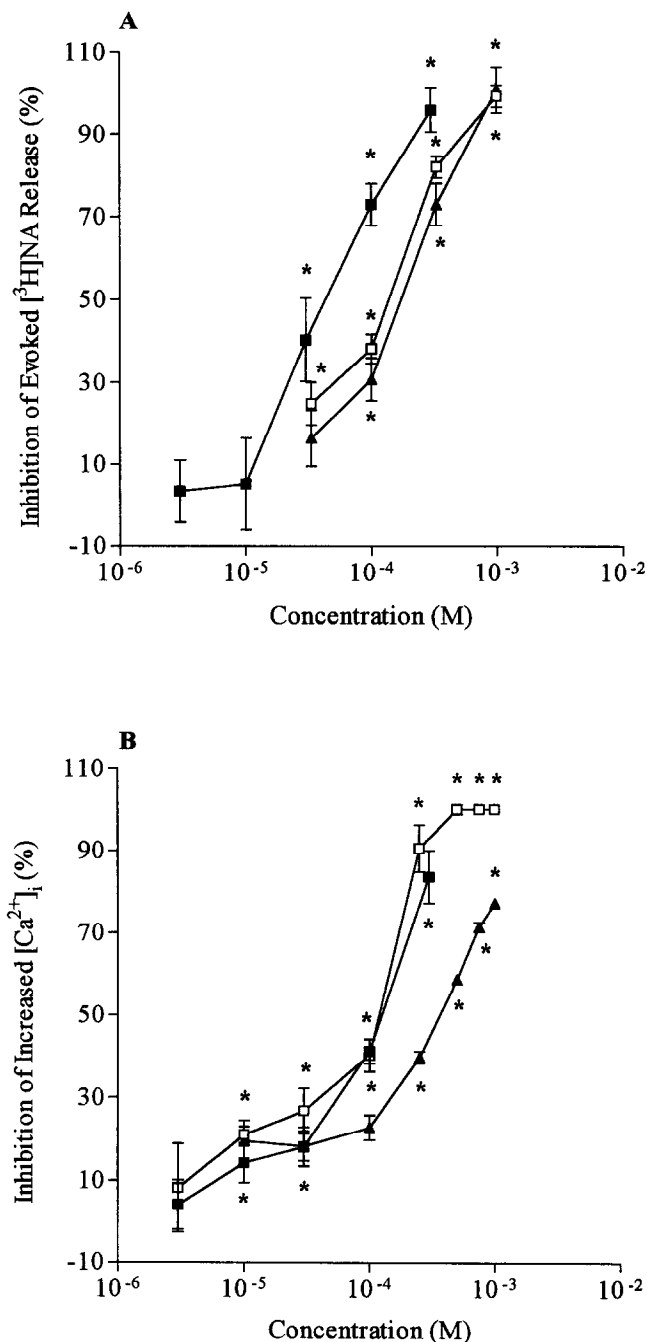 A
Inhibition of Evoked [³H]NA Release (%)
110
90
70
50
30
10
-10
* * * * * * * * * *
10⁻⁶ 10⁻⁵ 10⁻⁴ 10⁻³ 10⁻²
Concentration (M)
B
Inhibition of Increased [Ca²⁺]ᵢ (%)
110
90
70
50
30
10
-10
* * * * * * * * * * * * * *
10⁻⁶ 10⁻⁵ 10⁻⁴ 10⁻³ 10⁻²
Concentration (M)